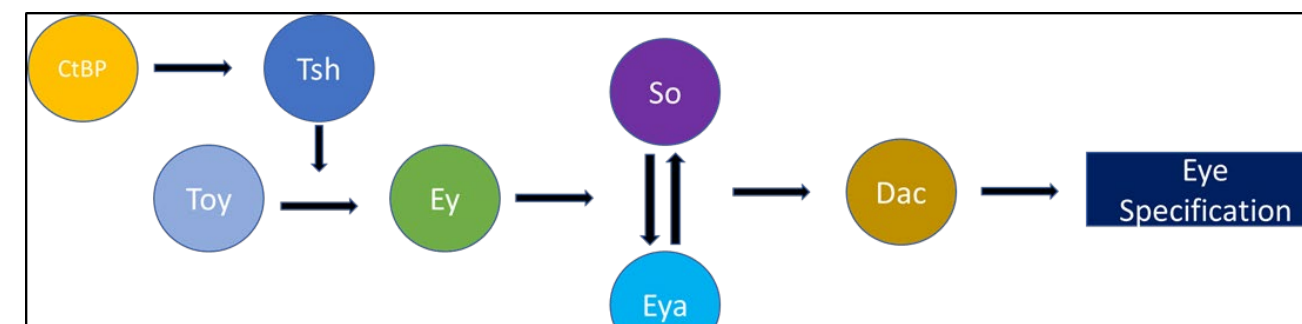 CtBP
Tsh
So
Toy
Ey
Dac
Eye
Specification
Eya